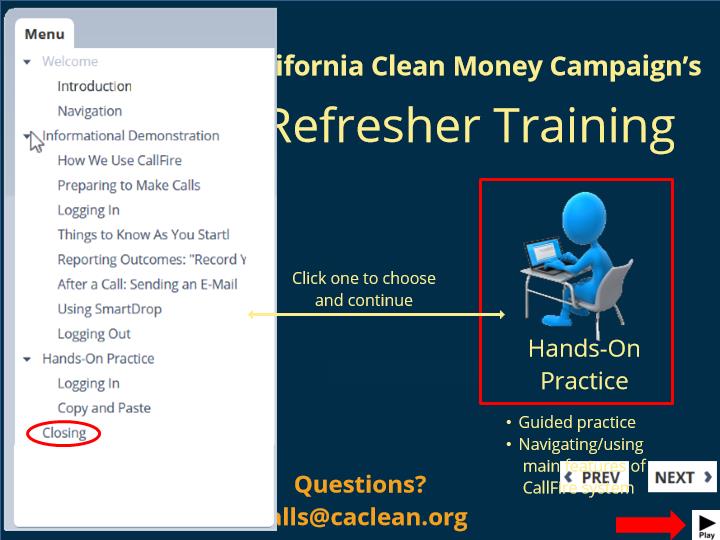 Menu
Welcome
Introduction
Navigation
Informational Demonstration
How We Use CallFire
Preparing to Make Calls
Logging In
Things to Know As You Start!
Reporting Outcomes: "Record Y
After a Call: Sending an E-Mail
Using SmartDrop
Logging Out
Hands-On Practice
Logging In
Copy and Paste
Closing
ifornia Clean Money Campaign’s
Refresher Training
Click one to choose
and continue
Hands-On
Practice
• Guided practice
• Navigating/using
main features of
CallFire system
PREV
NEXT
Questions?
alls@caclean.org
Play